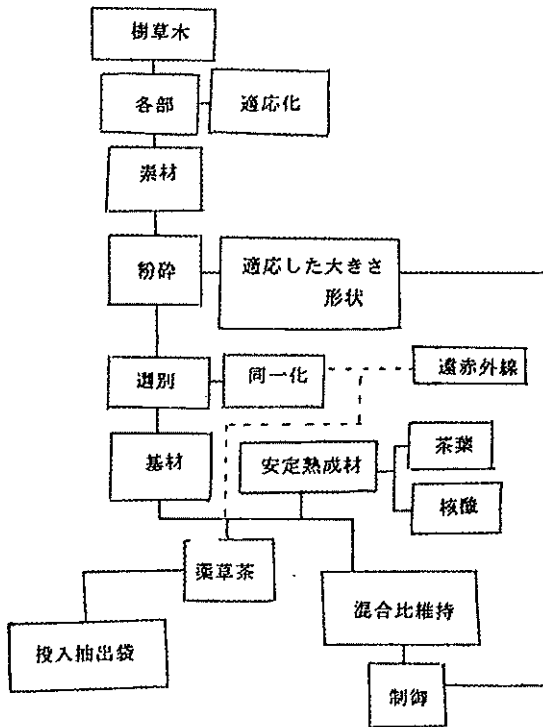 樹草木
各部
適応化
素材
粉砕
適応した大きさ
形状
選別
同一化
遠赤外線
基材
安定熟成材
茶葉
核酸
薬草茶
混合比維持
投入抽出袋
制御